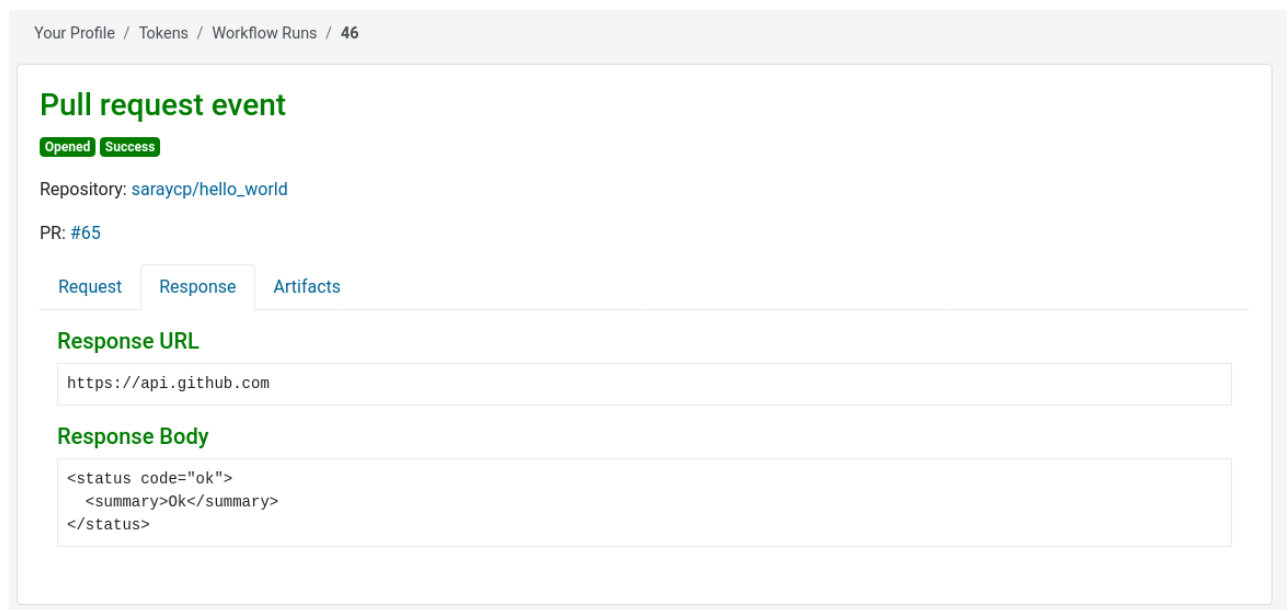 Your Profile / Tokens / Workflow Runs / 46
Pull request event
Opened Success
Repository: saraycp/hello_world
PR: #65
Request Response Artifacts
Response URL
https://api.github.com
Response Body
<status code="ok">
  <summary>Ok</summary>
</status>